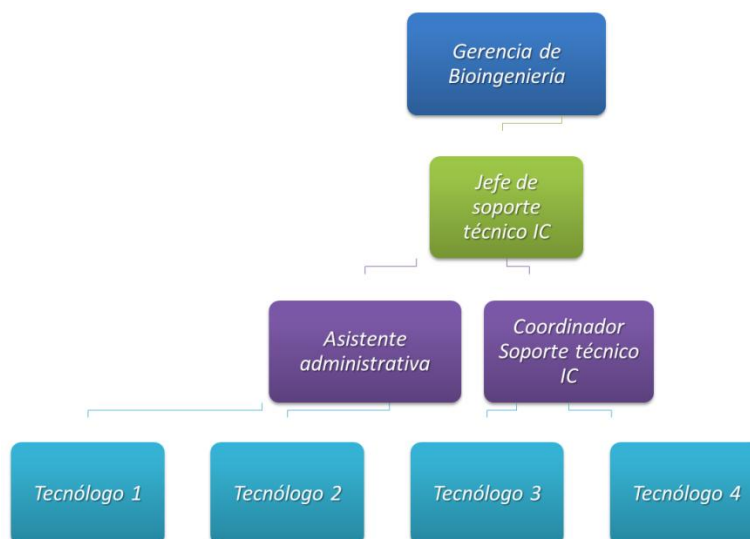 Gerencia de
Bioingeniería
Jefe de
soporte
técnico IC
Asistente
administrativa
Coordinador
Soporte técnico
IC
Tecnólogo 1
Tecnólogo 2
Tecnólogo 3
Tecnólogo 4